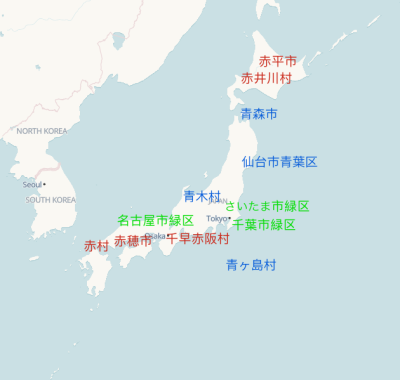 赤平市
赤井川村
青森市
NORTH KOREA
仙台市青葉区
Seoul
青木村
JAPAN
SOUTH KOREA
さいたま市緑区
名古屋市緑区
Tokyo
千葉市緑区
赤村
赤穂市
Osaka
千早赤阪村
青ヶ島村